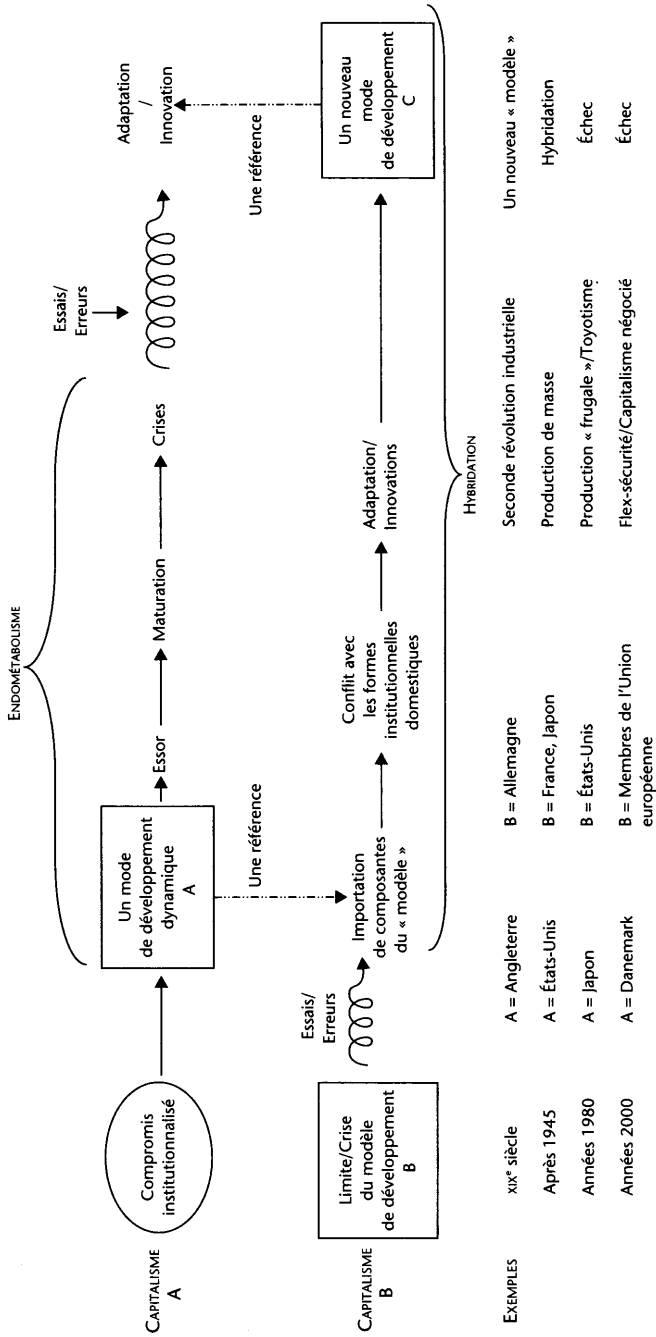 ENDOMÉTABOLISME
CAPITALISME
A
Compromis
institutionnalisé
Un mode
de développement
dynamique
A
Essor
Maturation
Crises
Essais/
Erreurs
Adaptation
/
Innovation
Une référence
Une référence
CAPITALISME
B
Limite/Crise
du modèle
de développement
B
Essais/
Erreurs
Importation
de composantes
du « modèle »
Conflit avec
les formes
institutionnelles
domestiques
Adaptation/
Innovations
Un nouveau
mode
de développement
C
HYBRIDATION
EXEMPLES
XIXe siècle A = Angleterre B = Allemagne Seconde révolution industrielle Un nouveau « modèle »
Après 1945 A = États-Unis B = France, Japon Production de masse Hybridation
Années 1980 A = Japon B = États-Unis Production « frugale »/Toyotisme Échec
Années 2000 A = Danemark B = Membres de l'Union Flex-sécurité/Capitalisme négocié Échec
européenne